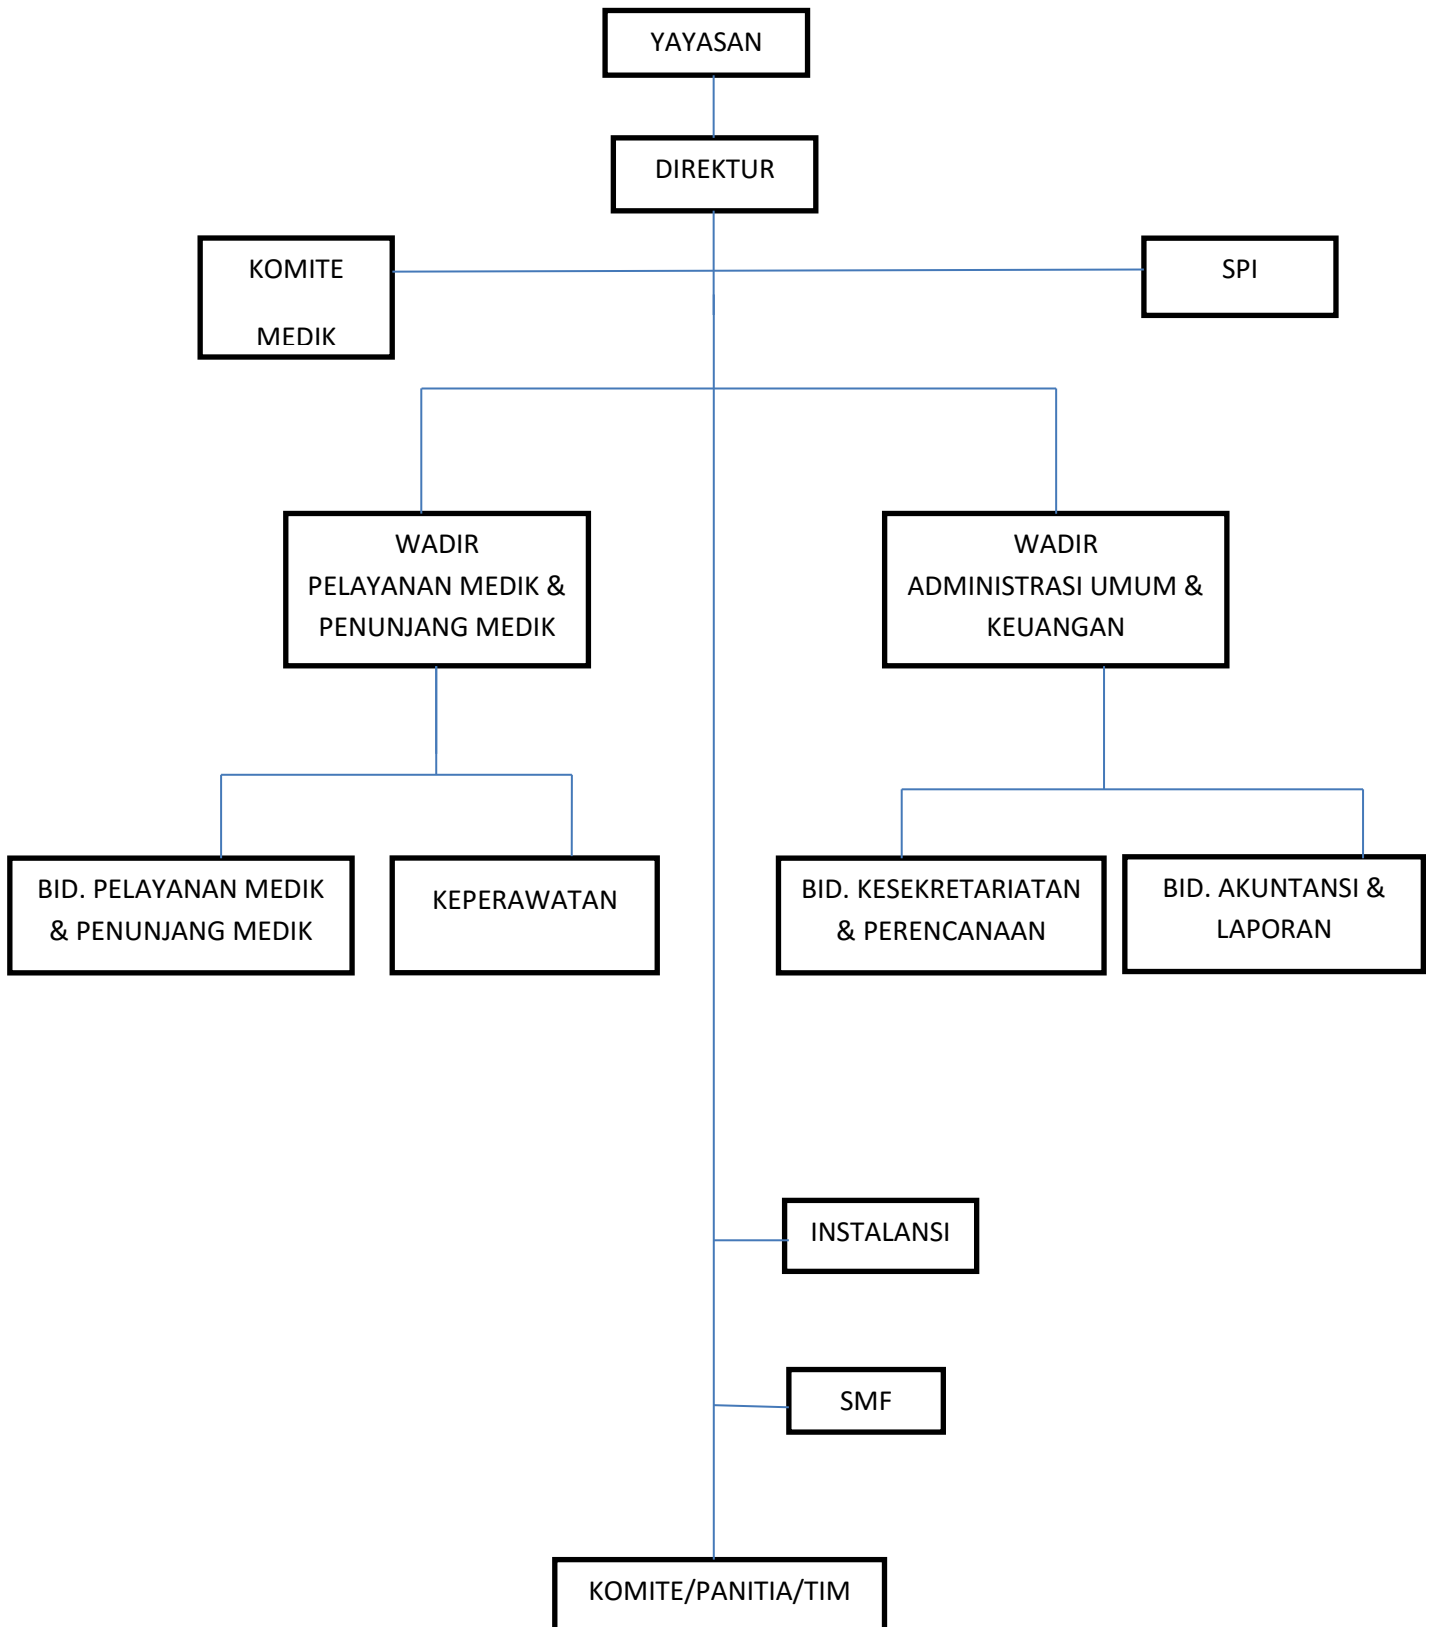 YAYASAN
DIREKTUR
KOMITE
MEDIK
SPI
WADIR
PELAYANAN MEDIK &
PENUNJANG MEDIK
WADIR
ADMINISTRASI UMUM &
KEUANGAN
BID. PELAYANAN MEDIK
& PENUNJANG MEDIK
KEPERAWATAN
BID. KESEKRETARIATAN
& PERENCANAAN
BID. AKUNTANSI &
LAPORAN
INSTALANSI
SMF
KOMITE/PANITIA/TIM